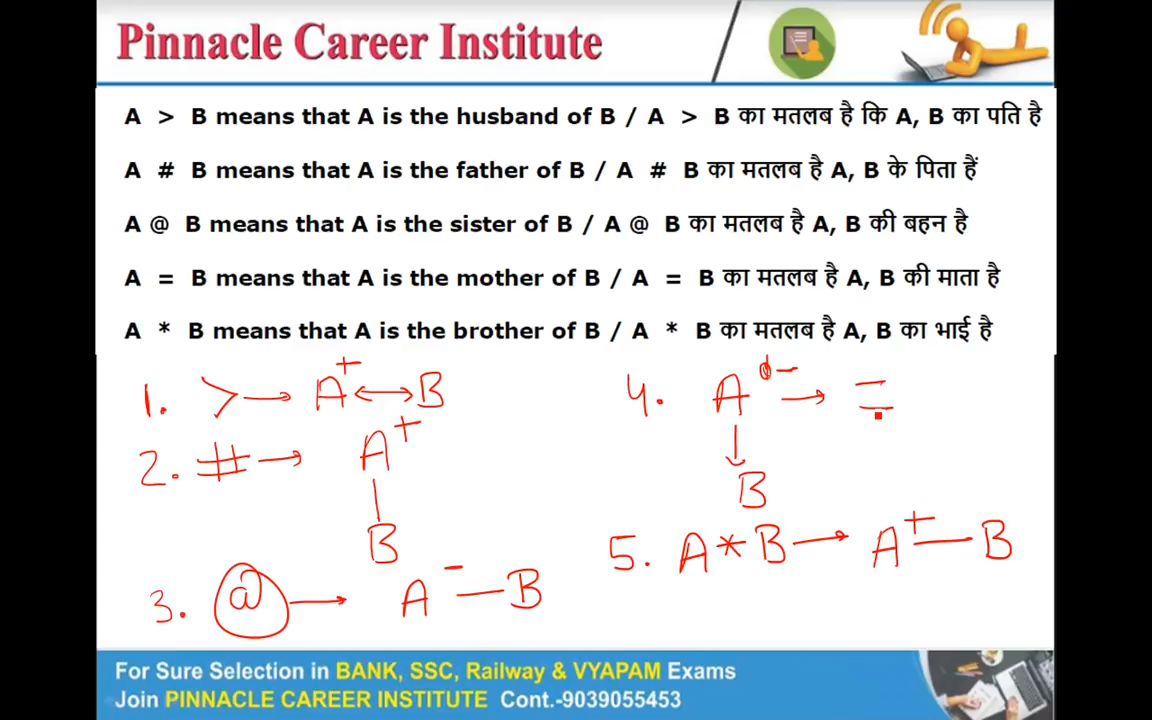 Pinnacle Career Institute
A > B means that A is the husband of B / A > B का मतलब है कि A, B का पति है
A # B means that A is the father of B / A # B का मतलब है A, B के पिता हैं
A @ B means that A is the sister of B / A @ B का मतलब है A, B की बहन है
A = B means that A is the mother of B / A = B का मतलब है A, B की माता है
A * B means that A is the brother of B / A * B का मतलब है A, B का भाई है
1. > → A+ ↔ B
2. # → A+
B
3. @ → A- — B
4. A- → =
B
5. A * B → A+ — B
For Sure Selection in BANK, SSC, Railway & VYAPAM Exams
Join PINNACLE CAREER INSTITUTE Cont.-9039055453